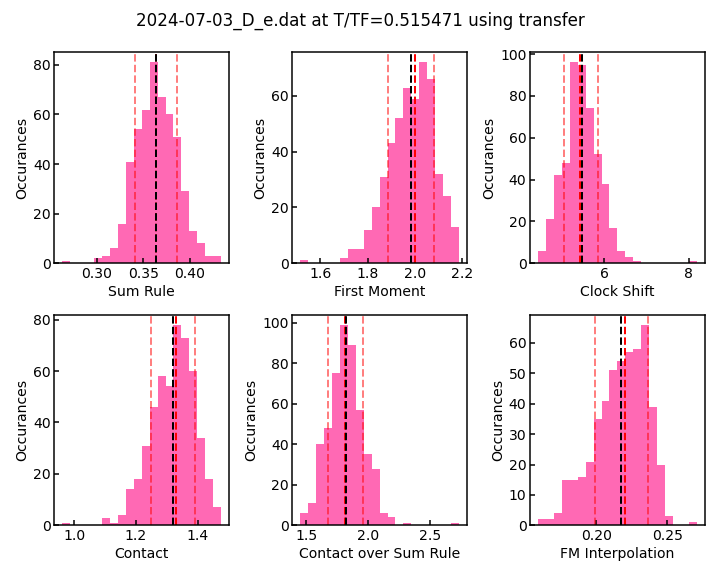 2024-07-03_D_e.dat at T/TF=0.515471 using transfer
Occurances
80
60
40
20
0
0.30 0.35 0.40
Sum Rule
Occurances
60
40
20
0
1.6 1.8 2.0 2.2
First Moment
Occurances
100
80
60
40
20
0
6 8
Clock Shift
Occurances
80
60
40
20
0
1.0 1.2 1.4
Contact
Occurances
100
80
60
40
20
0
1.5 2.0 2.5
Contact over Sum Rule
Occurances
60
50
40
30
20
10
0
0.20 0.25
FM Interpolation